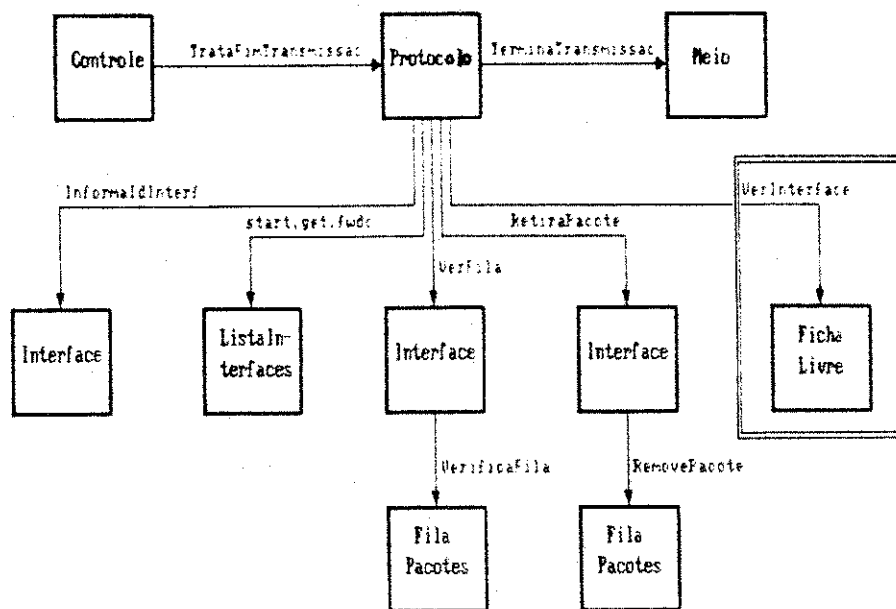 Controle
TrataFimTransmissao
Protocolo
TerminaTransmissao
Meio
InformaIdInterf
start,get,fwdc
VerFila
RetiraPacote
VerInterface
Interface
ListaIn-
terfaces
Interface
Interface
Ficha
Livre
VerificaFila
RemovePacote
Fila
Pacotes
Fila
Pacotes